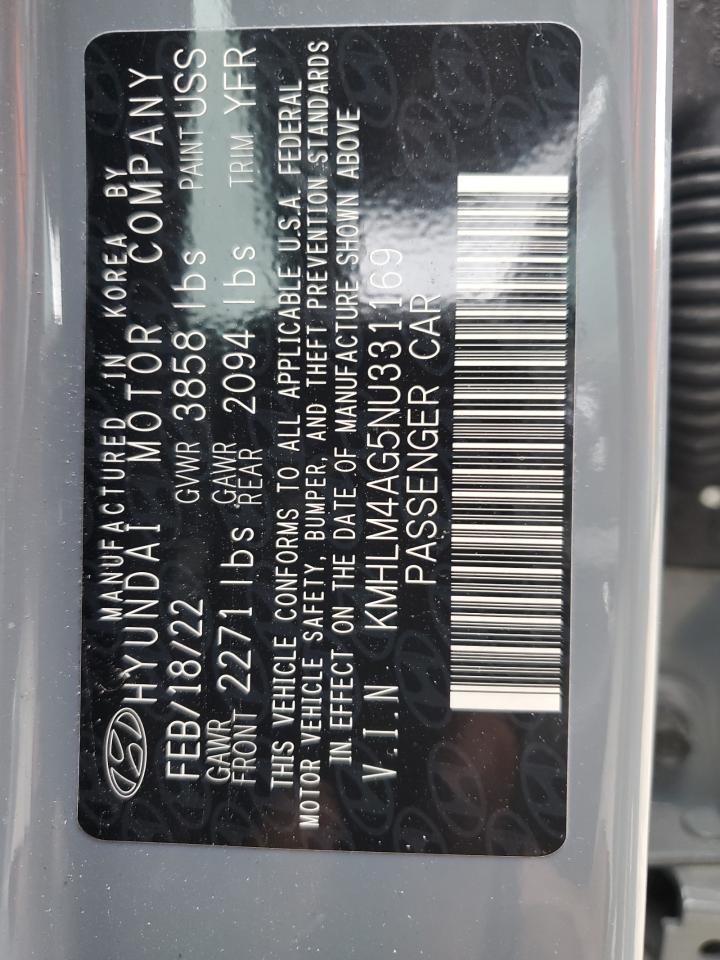 MANUFACTURED IN KOREA BY
HYUNDAI MOTOR COMPANY
FEB/18/22 GVWR 3858 lbs PAINT USS
GAWR FRONT 2271 lbs GAWR REAR 2094 lbs TRIM YFR
THIS VEHICLE CONFORMS TO ALL APPLICABLE U.S.A. FEDERAL
MOTOR VEHICLE SAFETY, BUMPER, AND THEFT PREVENTION STANDARDS
IN EFFECT ON THE DATE OF MANUFACTURE SHOWN ABOVE
V.I.N. KMHLM4AG5NU331169
PASSENGER CAR